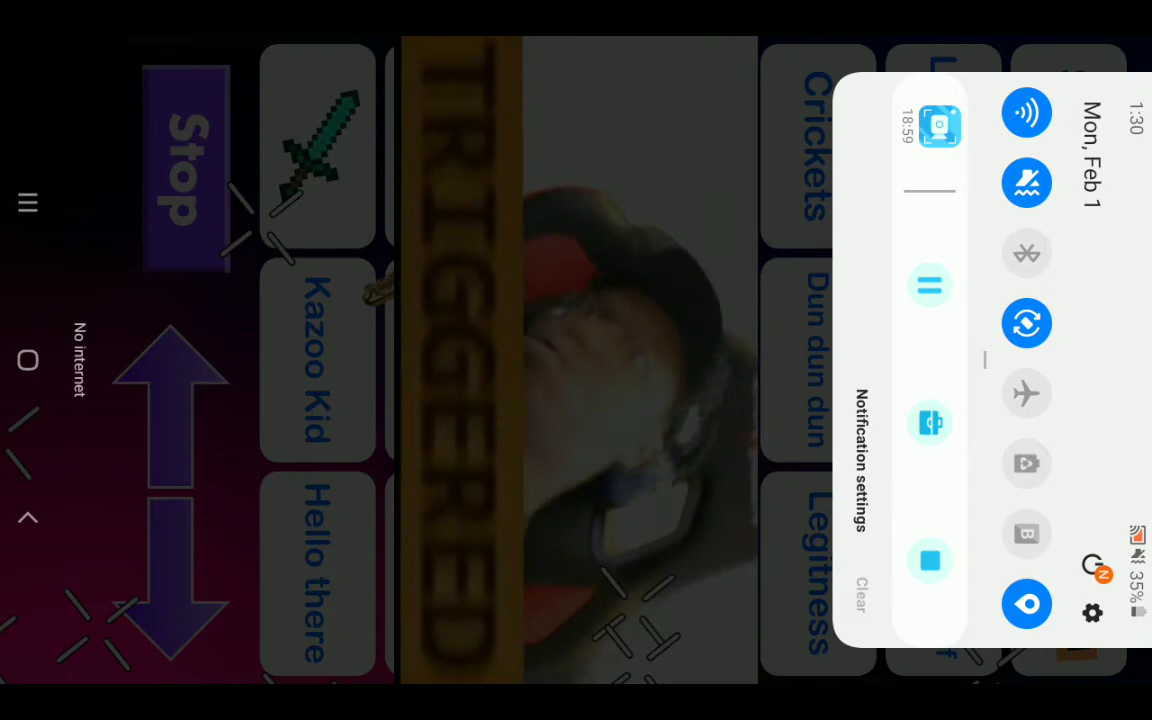 1:30
35%
Mon, Feb 1
18:59
Notification settings
Clear
Crickets
Dun dun dun
Legitness
TRIGGERED
Kazoo Kid
Hello there
Stop
No internet